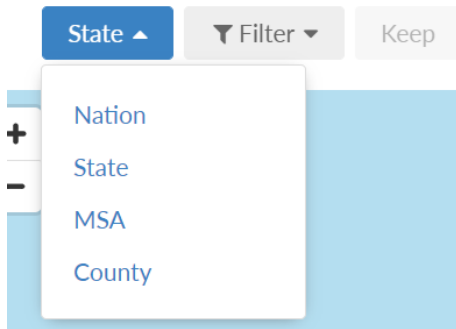 State Filter Keep
Nation
State
MSA
County
+
−